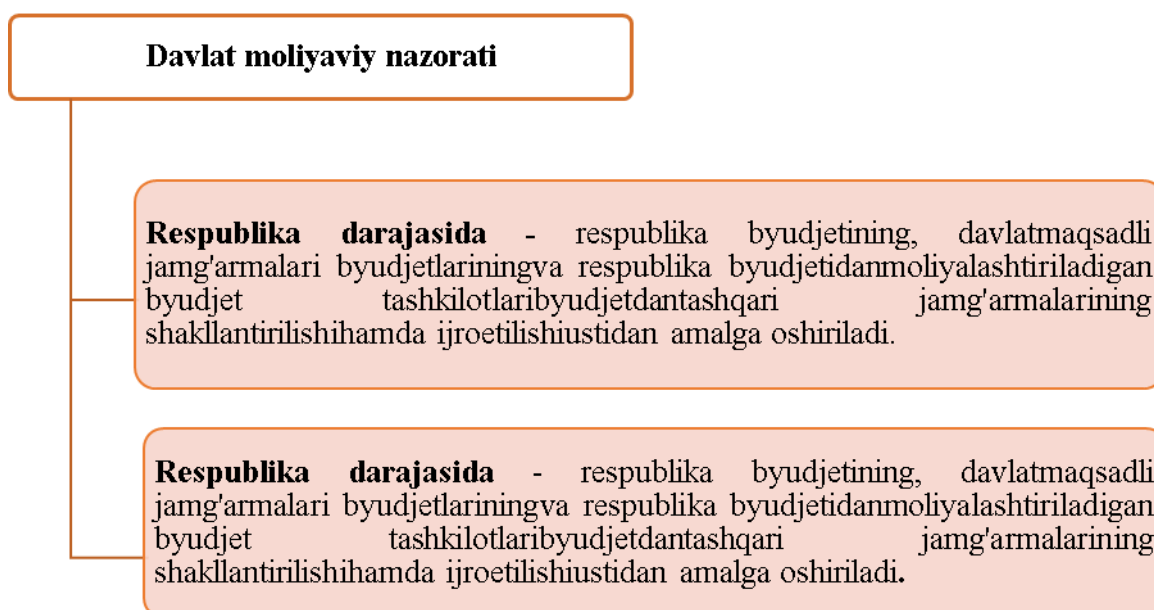 Davlat moliyaviy nazorati
Respublika darajasida - respublika byudjetining, davlatmaqsadli
jamg'armalari byudjetlariningva respublika byudjetidanmoliyalashtiriladigan
byudjet tashkilotlaribyudjetdantashqari jamg'armalarining
shakllantirilishihamda ijroetilishiustidan amalga oshiriladi.
Respublika darajasida - respublika byudjetining, davlatmaqsadli
jamg'armalari byudjetlariningva respublika byudjetidanmoliyalashtiriladigan
byudjet tashkilotlaribyudjetdantashqari jamg'armalarining
shakllantirilishihamda ijroetilishiustidan amalga oshiriladi.